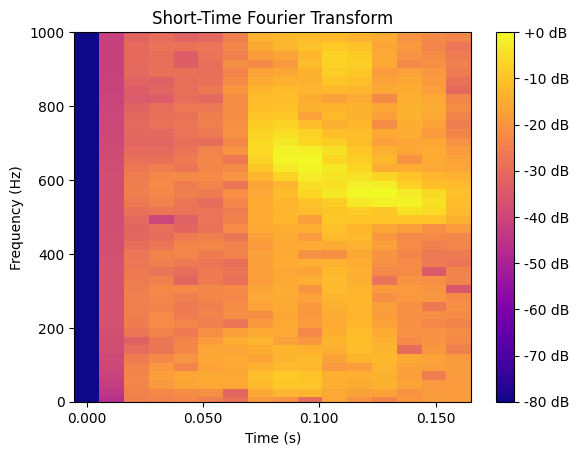 Short-Time Fourier Transform
1000
800
600
400
200
0
Frequency (Hz)
0.000
0.050
0.100
0.150
Time (s)
+0 dB
-10 dB
-20 dB
-30 dB
-40 dB
-50 dB
-60 dB
-70 dB
-80 dB